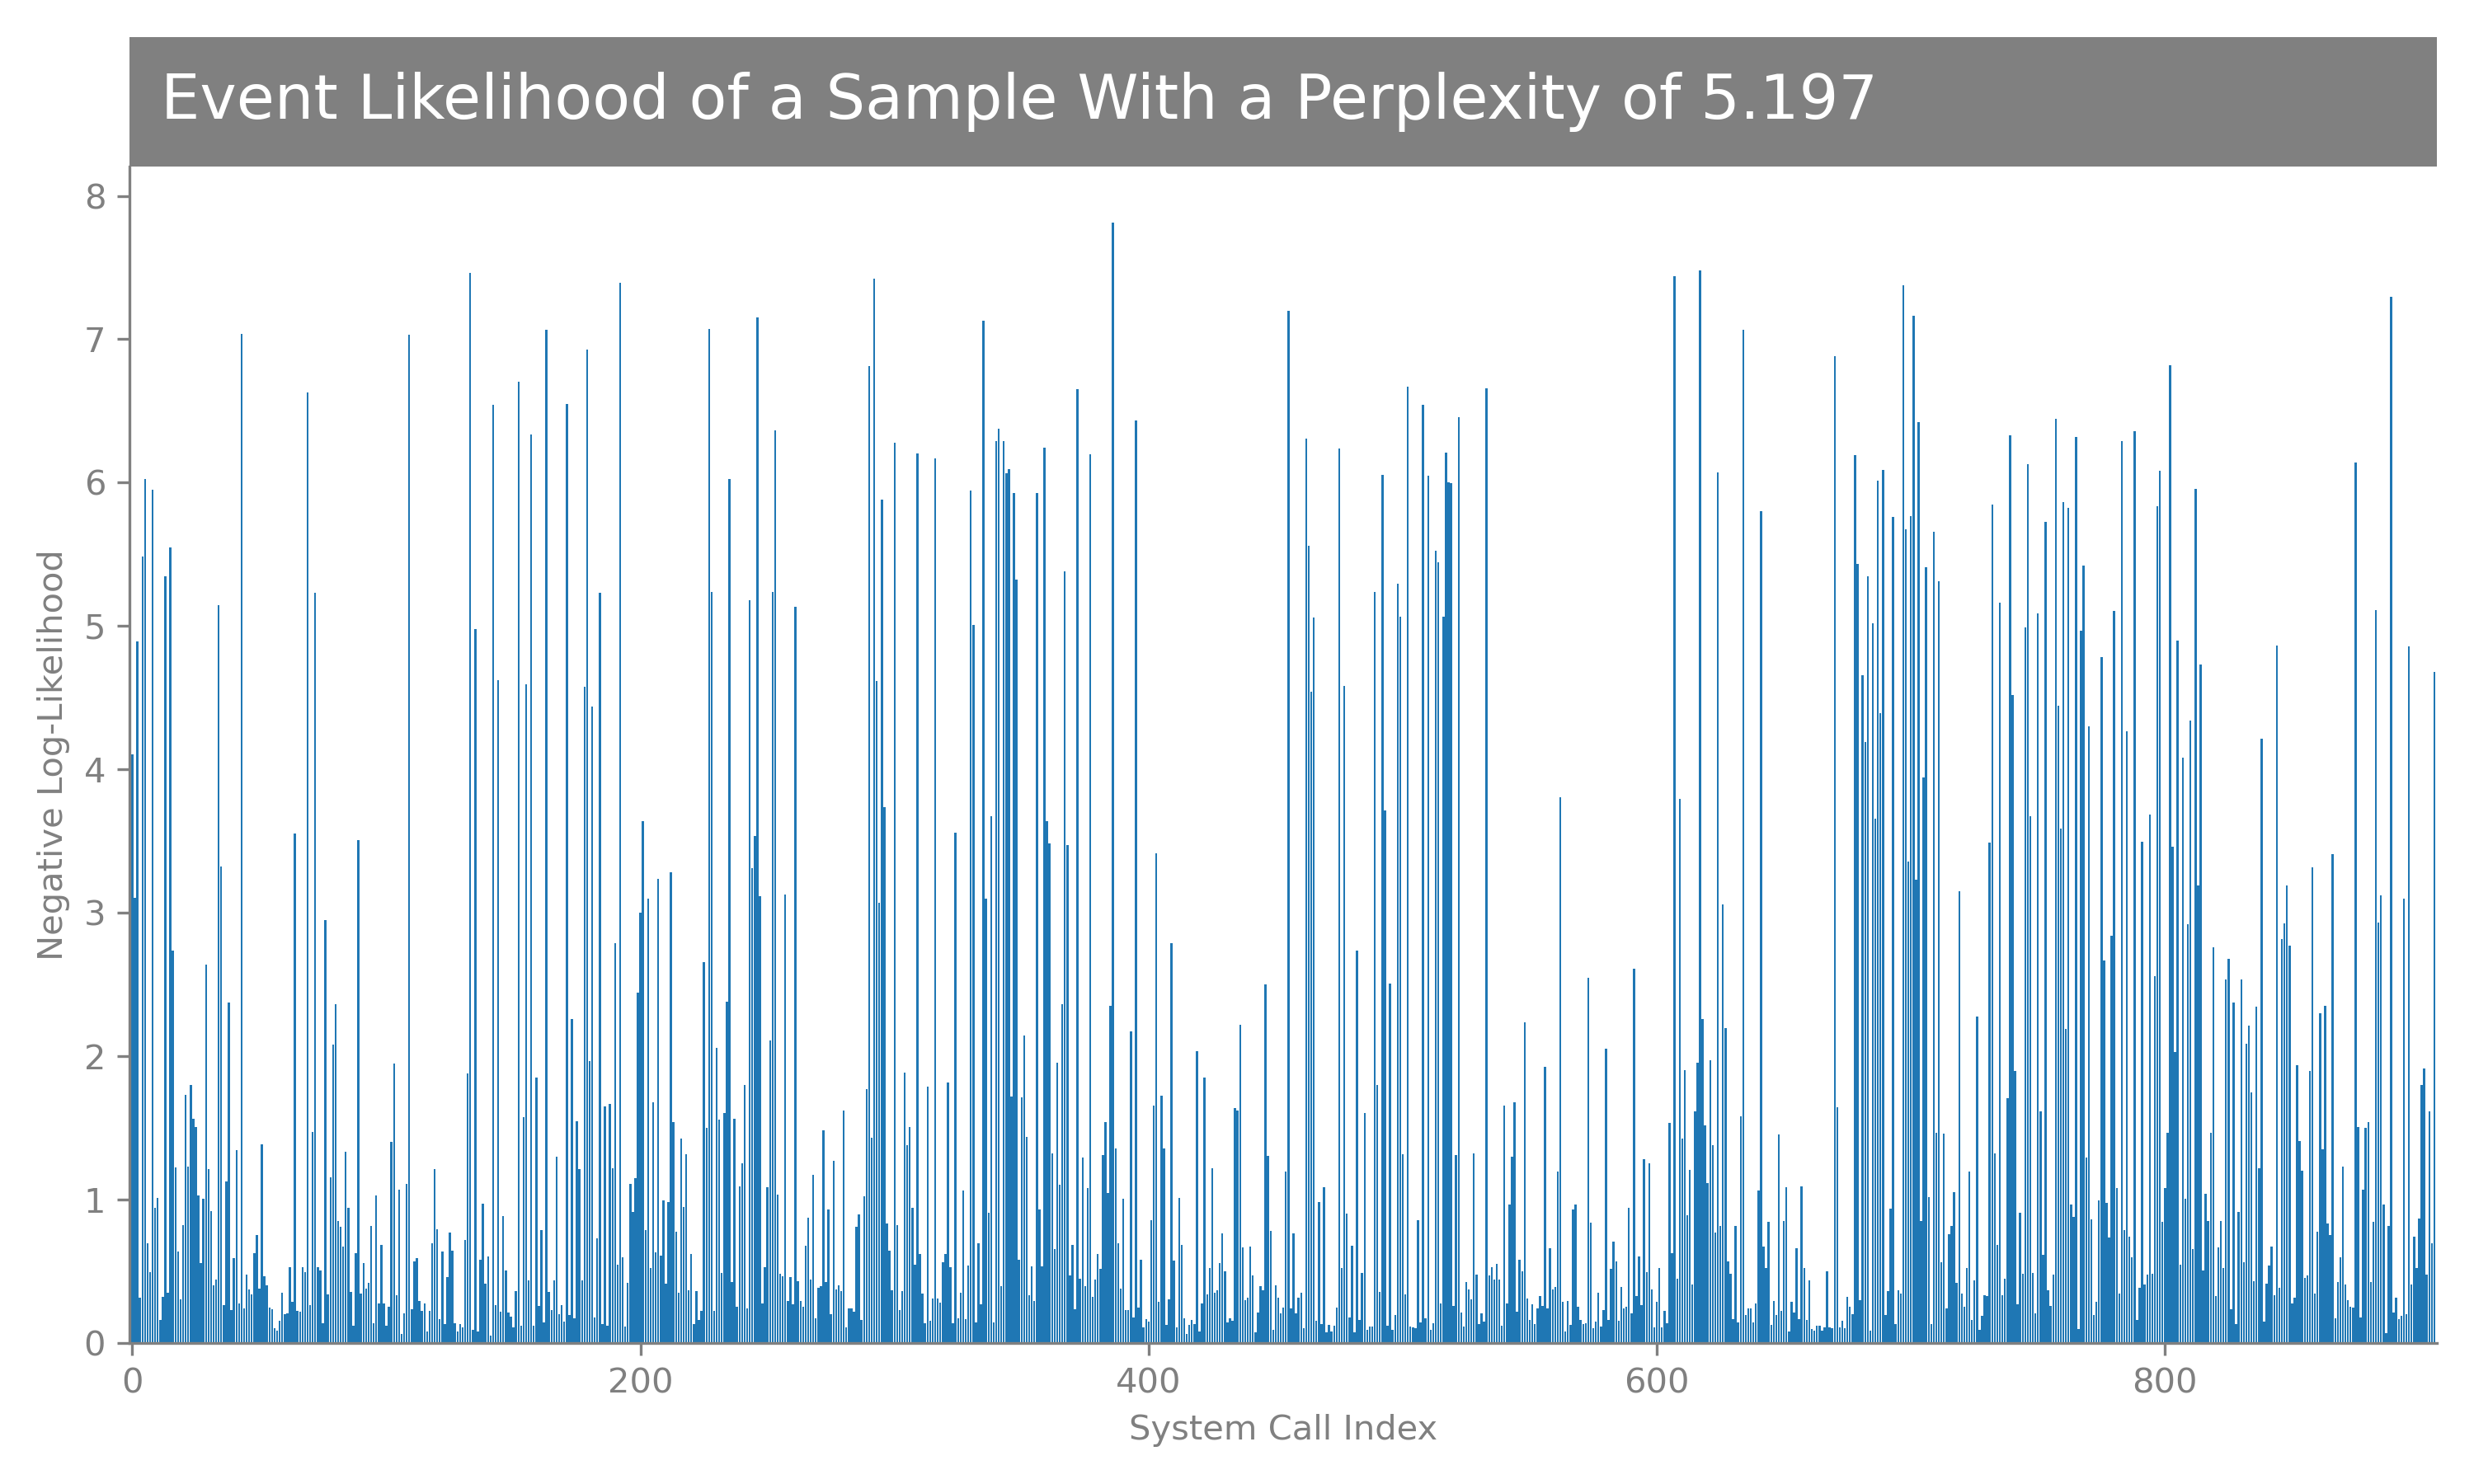 Event Likelihood of a Sample With a Perplexity of 5.197
8
7
6
5
4
3
2
1
0
Negative Log-Likelihood
0 200 400 600 800
System Call Index